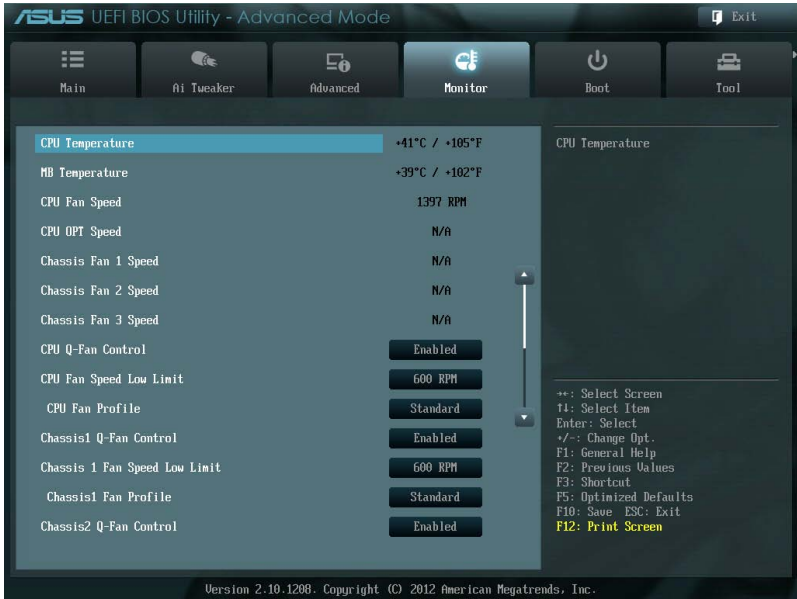 ASUS UEFI BIOS Utility - Advanced Mode
Exit
Main
Ai Tweaker
Advanced
Monitor
Boot
Tool
CPU Temperature +41°C / +105°F
MB Temperature +39°C / +102°F
CPU Fan Speed 1397 RPM
CPU OPT Speed N/A
Chassis Fan 1 Speed N/A
Chassis Fan 2 Speed N/A
Chassis Fan 3 Speed N/A
CPU Q-Fan Control Enabled
CPU Fan Speed Low Limit 600 RPM
CPU Fan Profile Standard
Chassis1 Q-Fan Control Enabled
Chassis 1 Fan Speed Low Limit 600 RPM
Chassis1 Fan Profile Standard
Chassis2 Q-Fan Control Enabled
CPU Temperature
→←: Select Screen
↑↓: Select Item
Enter: Select
+/-: Change Opt.
F1: General Help
F2: Previous Values
F3: Shortcut
F5: Optimized Defaults
F10: Save ESC: Exit
F12: Print Screen
Version 2.10.1208. Copyright (C) 2012 American Megatrends, Inc.